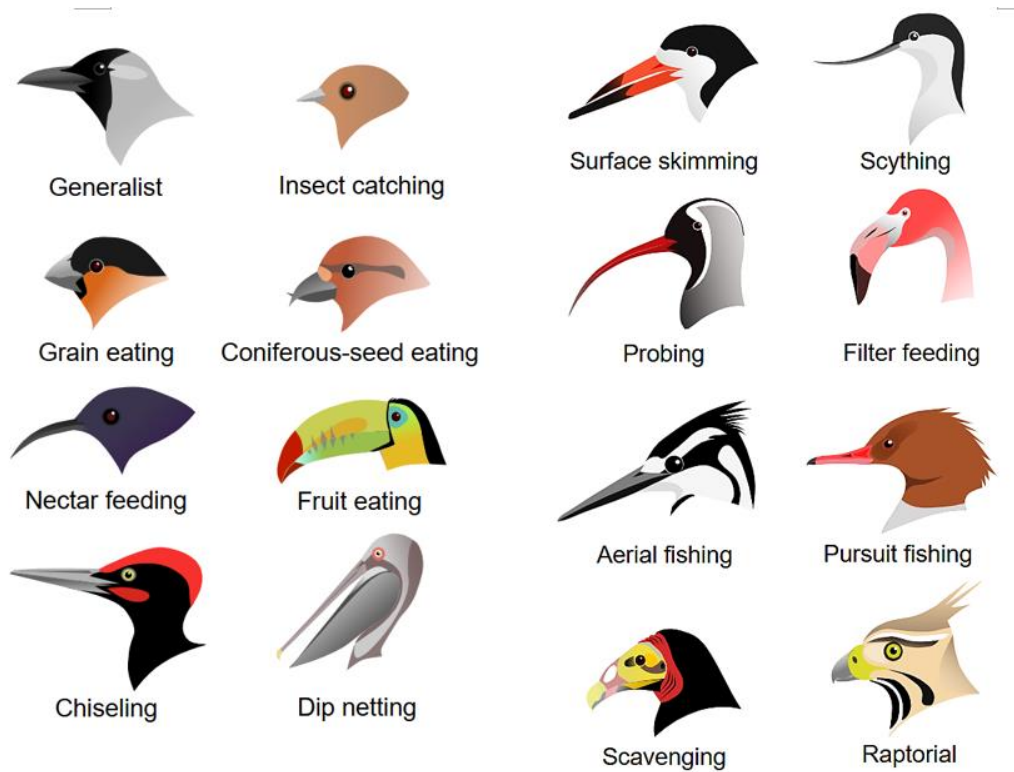 Generalist
Insect catching
Grain eating
Coniferous-seed eating
Nectar feeding
Fruit eating
Chiseling
Dip netting
Surface skimming
Scything
Probing
Filter feeding
Aerial fishing
Pursuit fishing
Scavenging
Raptorial